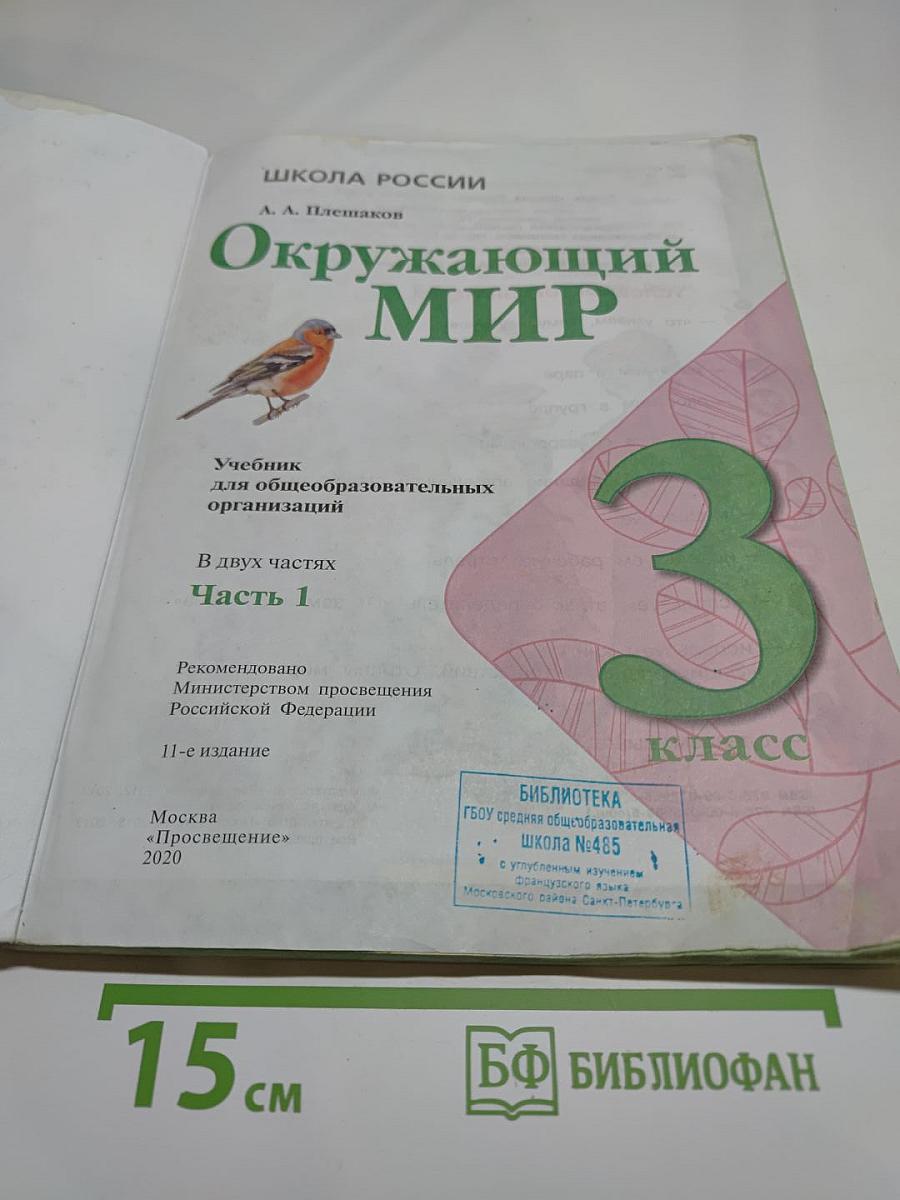 ШКОЛА РОССИИ
А. А. Плешаков
Окружающий
МИР
Учебник
для общеобразовательных
организаций
В двух частях
Часть 1
3
класс
Рекомендовано
Министерством просвещения
Российской Федерации
11-е издание
Москва
«Просвещение»
2020
БИБЛИОТЕКА
ГБОУ средняя общеобразовательная
школа №485
с углубленным изучением
французского языка
Московского района Санкт-Петербурга
15 см
БФ БИБЛИОФАН